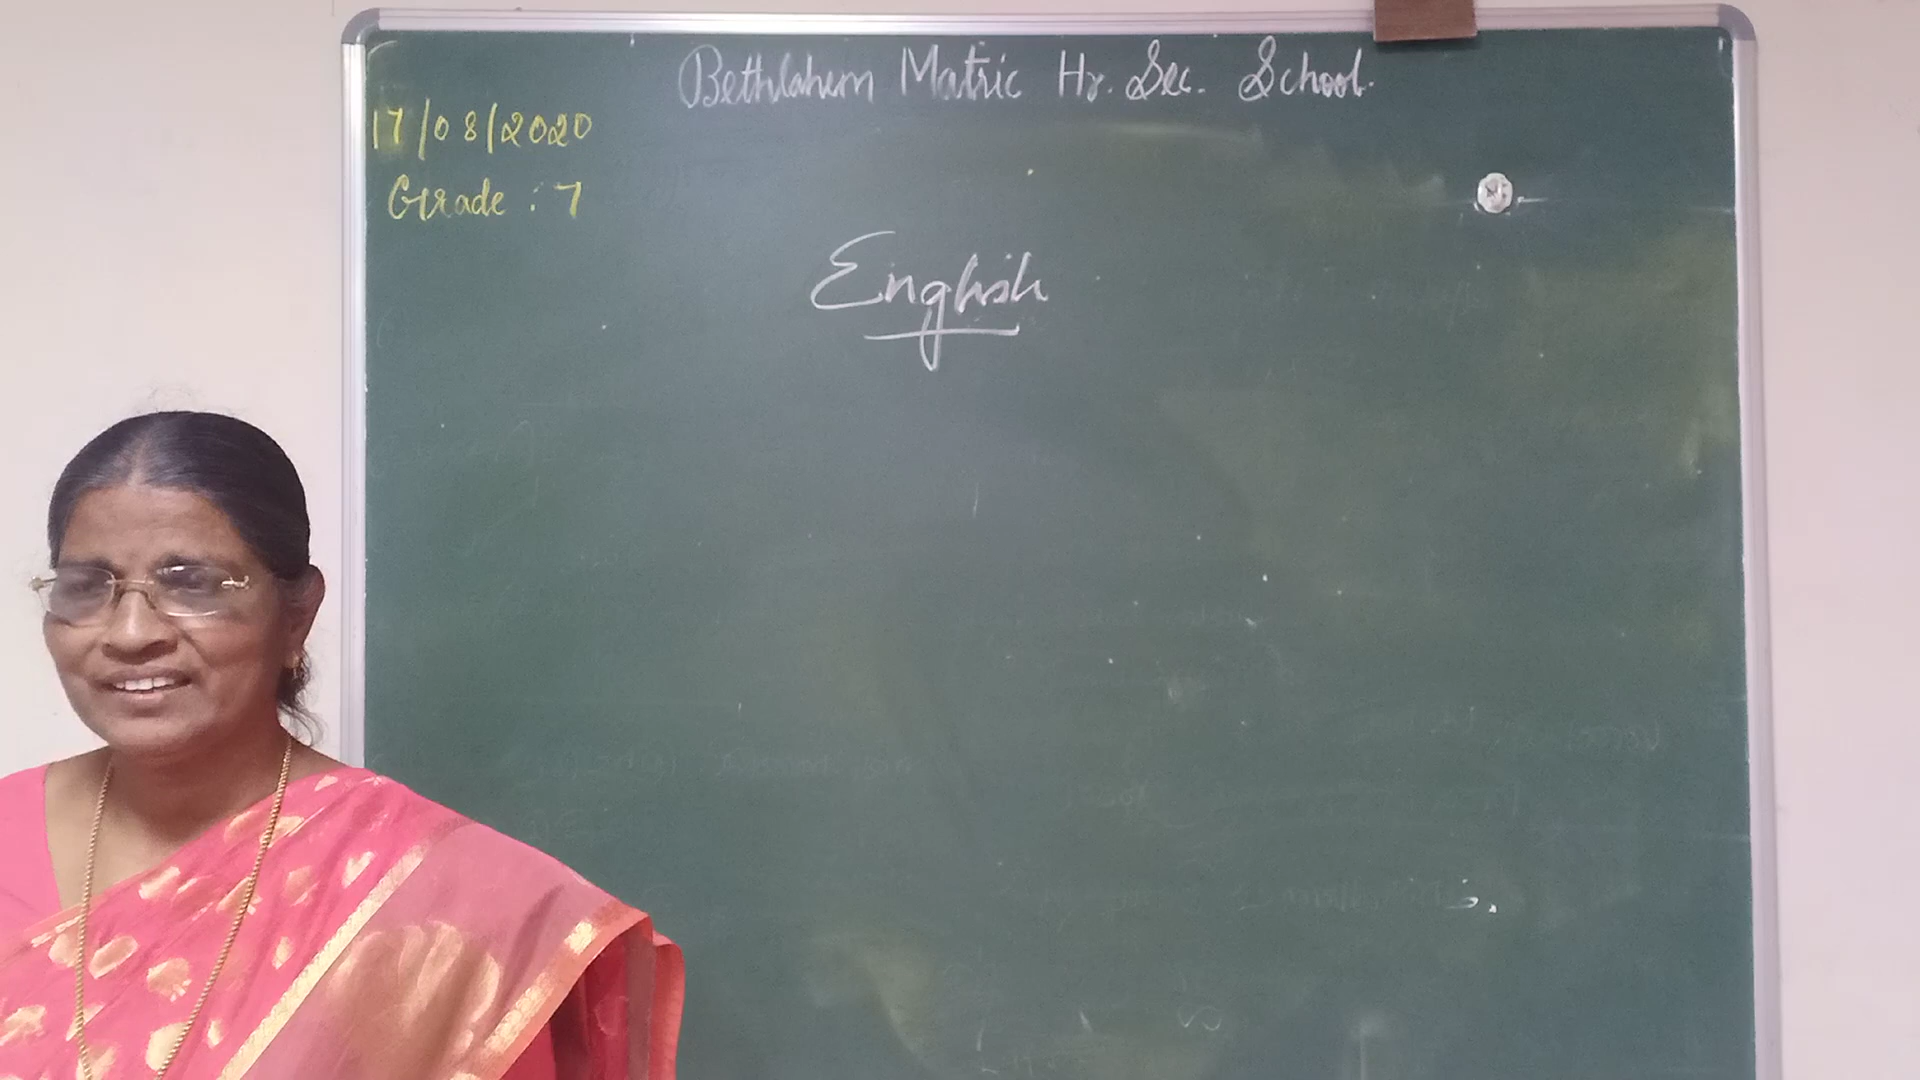 Bethlahem Matric Hr. Sec. School.
17/08/2020
Grade : 7
English